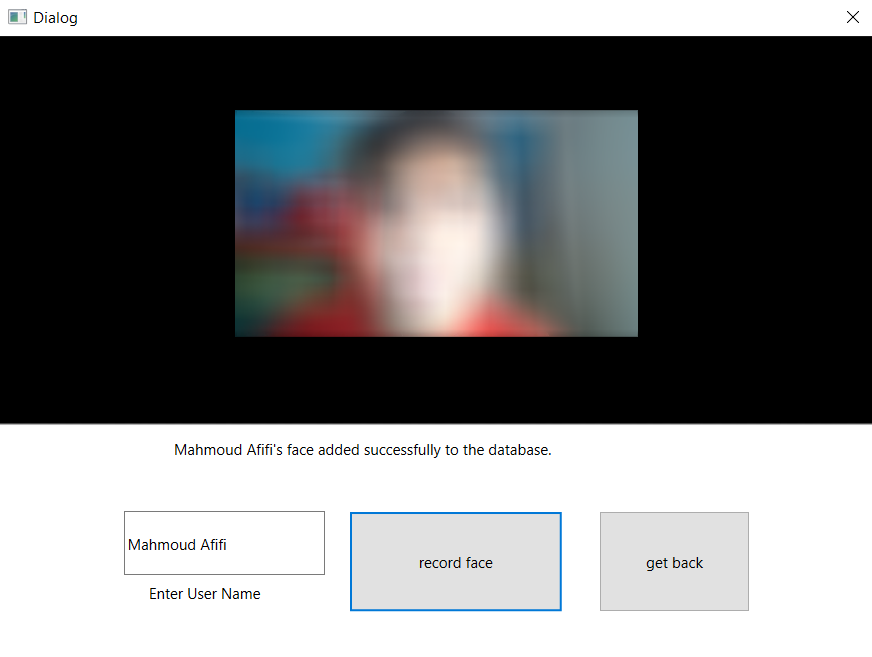 Dialog
Mahmoud Afifi's face added successfully to the database.
Mahmoud Afifi
record face
get back
Enter User Name